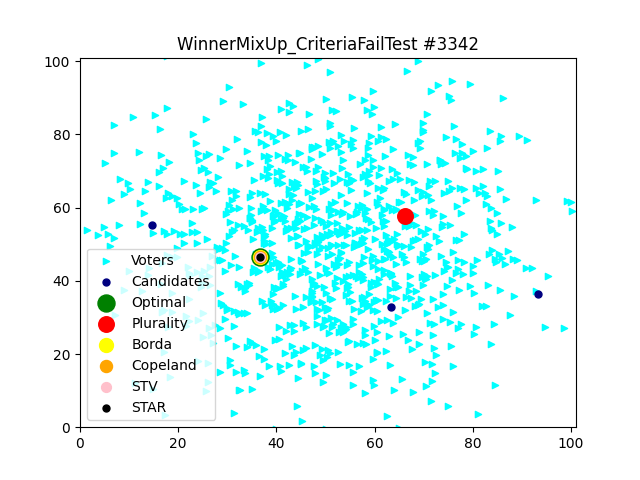 WinnerMixUp_CriteriaFailTest #3342
100
80
60
40
20
0
Voters
Candidates
Optimal
Plurality
Borda
Copeland
STV
STAR
0 20 40 60 80 100